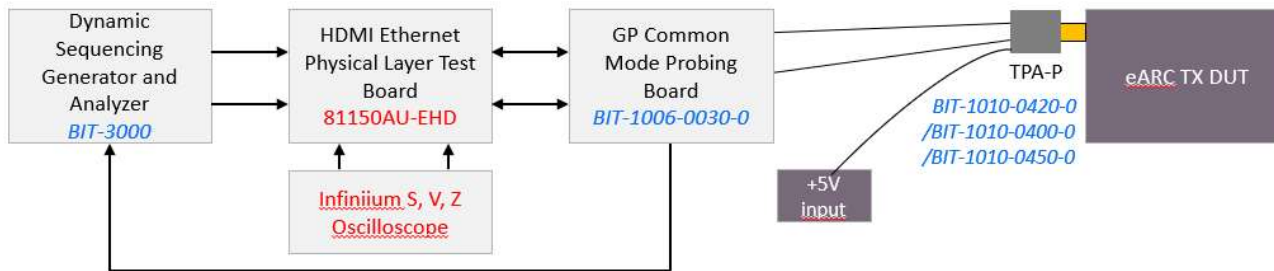 Dynamic
Sequencing
Generator and
Analyzer
BIT-3000
HDMI Ethernet
Physical Layer Test
Board
81150AU-EHD
GP Common
Mode Probing
Board
BIT-1006-0030-0
TPA-P
BIT-1010-0420-0
/BIT-1010-0400-0
/BIT-1010-0450-0
eARC TX DUT
Infiniium S, V, Z
Oscilloscope
+5V
input